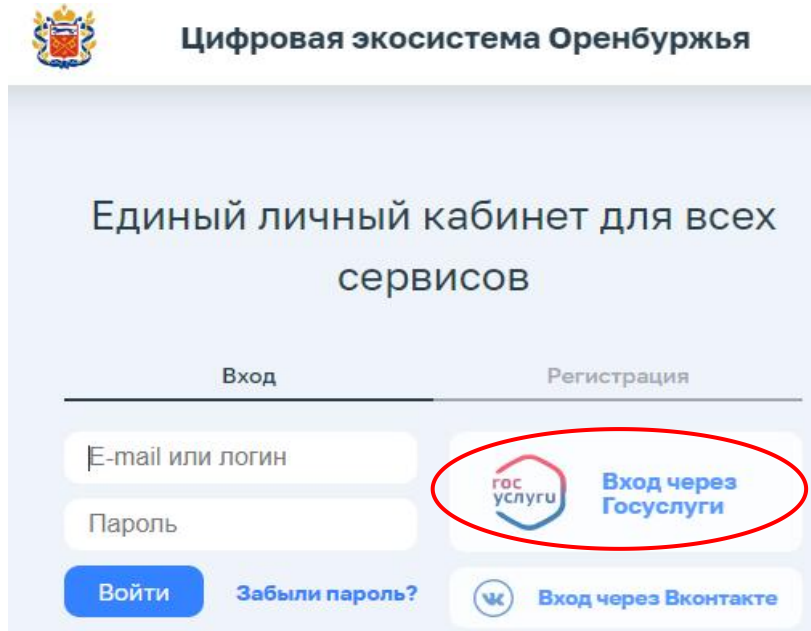 Цифровая экосистема Оренбуржья
Единый личный кабинет для всех
сервисов
Вход
Регистрация
E-mail или логин
Пароль
Войти
Забыли пароль?
гос
услуги
Вход через
Госуслуги
Вход через Вконтакте